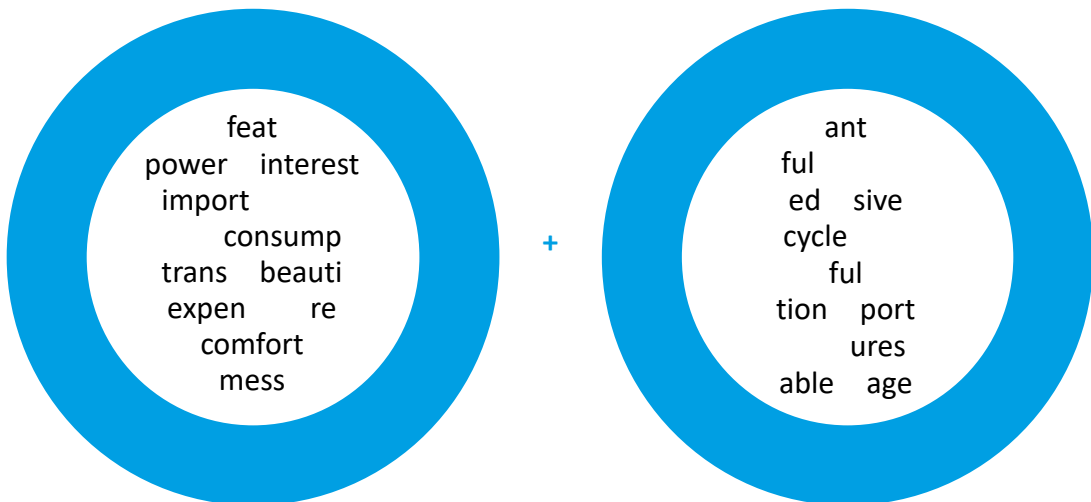 feat
power interest
import
consump
trans beauti
expen re
comfort
mess
+
ant
ful
ed sive
cycle
ful
tion port
ures
able age